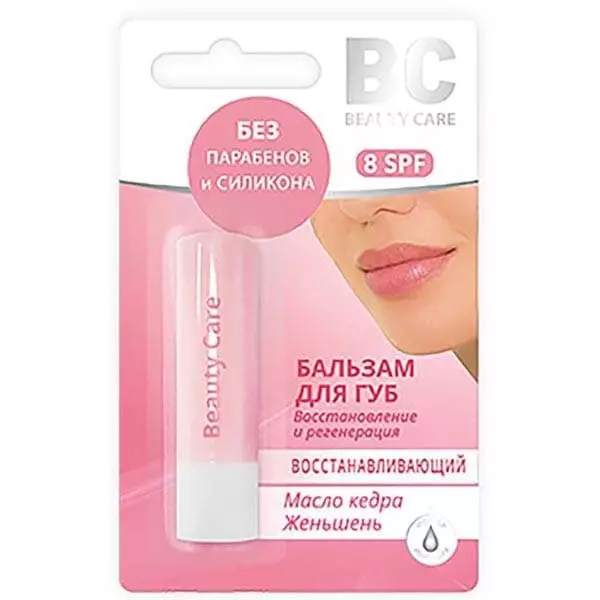 BC
BEAUTY CARE
8 SPF
БЕЗ
ПАРАБЕНОВ
и СИЛИКОНА
Beauty Care
БАЛЬЗАМ
ДЛЯ ГУБ
Восстановление
и регенерация
ВОССТАНАВЛИВАЮЩИЙ
Масло кедра
Женьшень